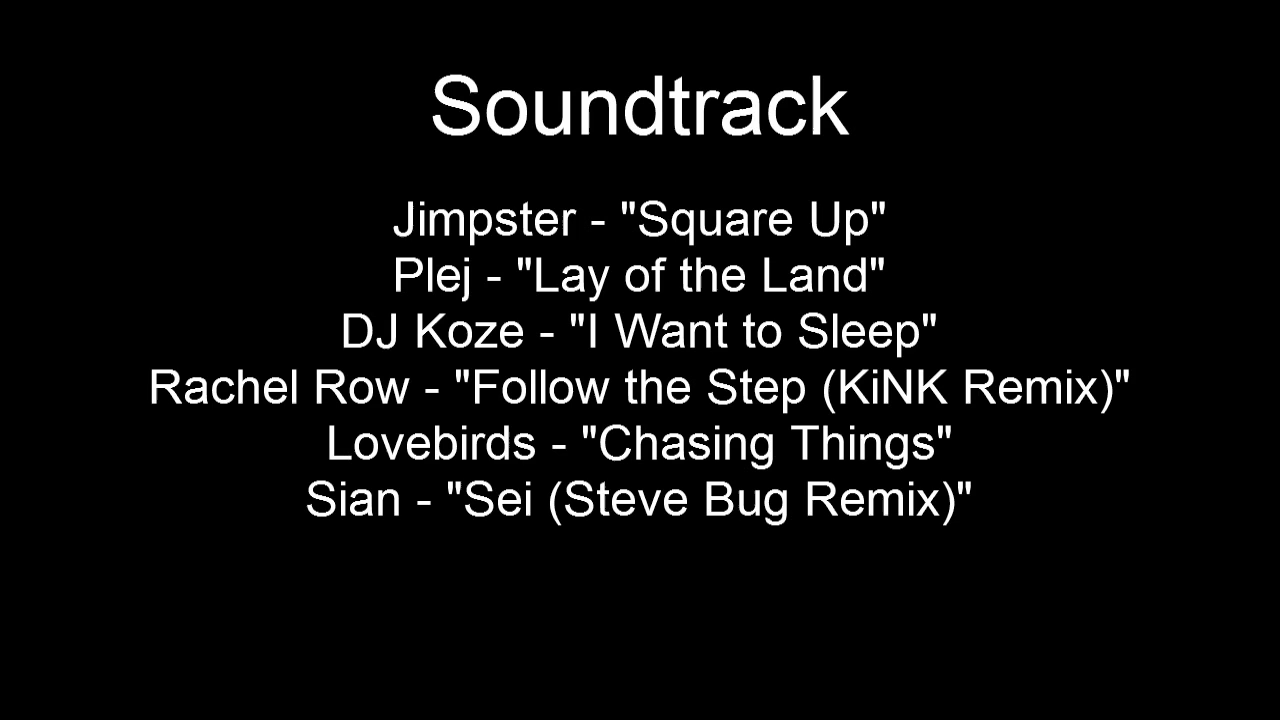 Soundtrack
Jimpster - "Square Up"
Plej - "Lay of the Land"
DJ Koze - "I Want to Sleep"
Rachel Row - "Follow the Step (KiNK Remix)"
Lovebirds - "Chasing Things"
Sian - "Sei (Steve Bug Remix)"